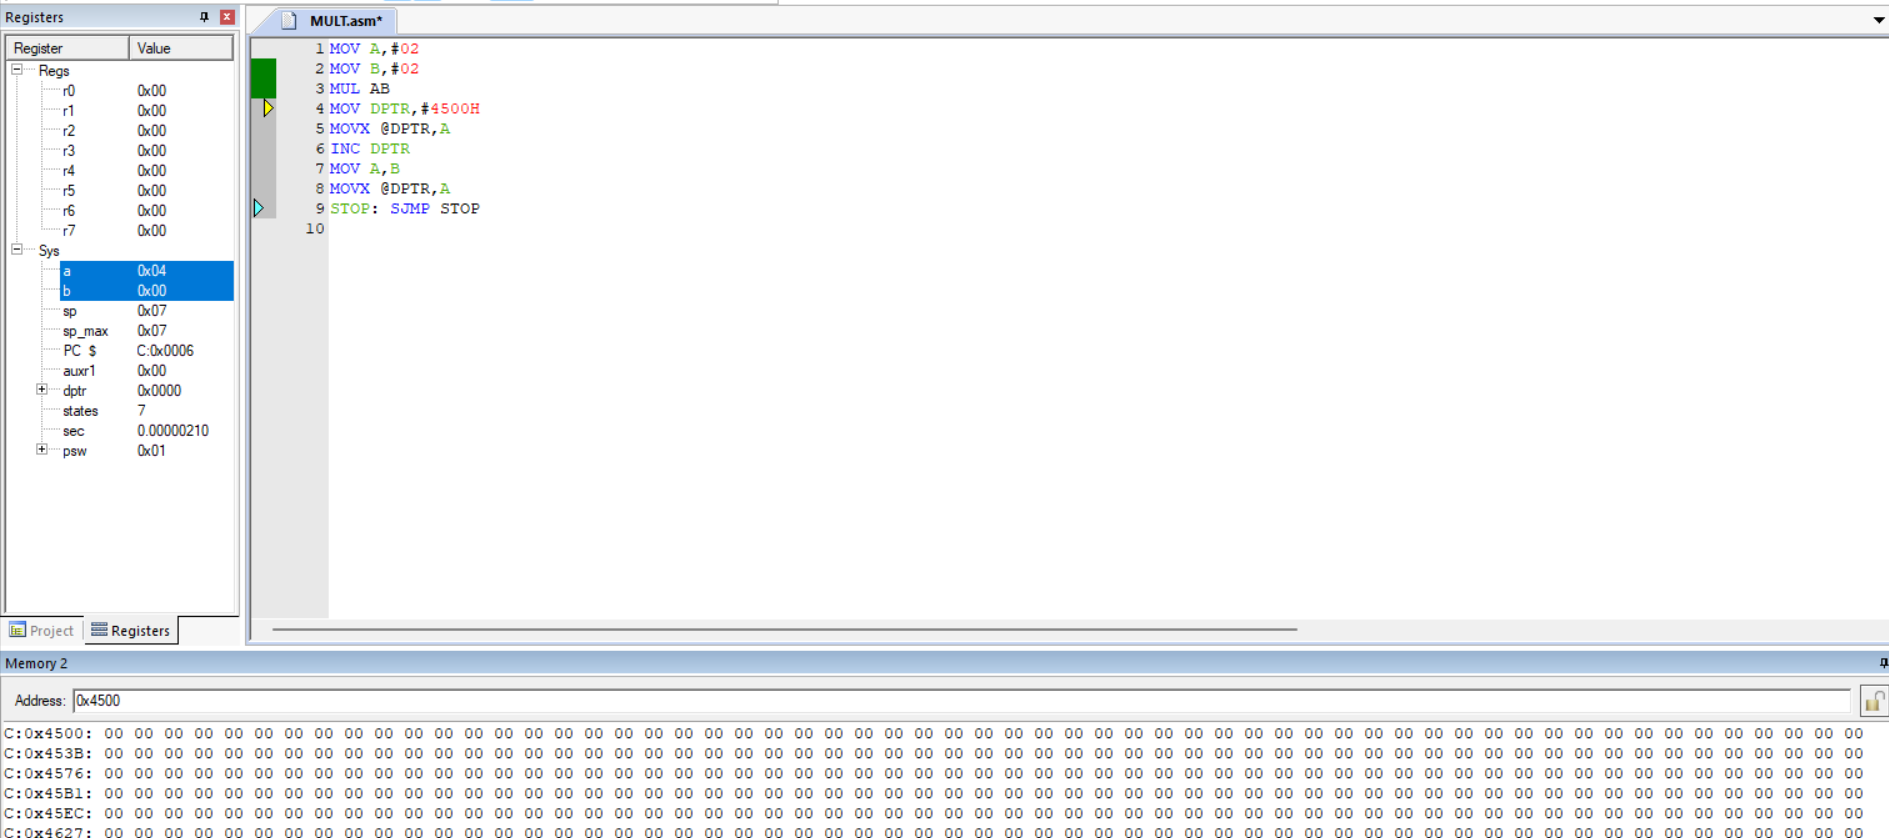 Registers
Register Value
Regs
r0 0x00
r1 0x00
r2 0x00
r3 0x00
r4 0x00
r5 0x00
r6 0x00
r7 0x00
Sys
a 0x04
b 0x00
sp 0x07
sp_max 0x07
PC $ C:0x0006
auxr1 0x00
dptr 0x0000
states 7
sec 0.00000210
psw 0x01
Project Registers
MULT.asm*
1 MOV A,#02
2 MOV B,#02
3 MUL AB
4 MOV DPTR,#4500H
5 MOVX @DPTR,A
6 INC DPTR
7 MOV A,B
8 MOVX @DPTR,A
9 STOP: SJMP STOP
10
Memory 2
Address: 0x4500
C:0x4500: 00 00 00 00 00 00 00 00 00 00 00 00 00 00 00 00 00 00 00 00 00 00 00 00 00 00 00 00 00 00 00 00 00 00 00 00 00 00 00 00 00 00 00 00 00 00 00 00 00 00 00 00 00 00 00 00 00 00 00
C:0x453B: 00 00 00 00 00 00 00 00 00 00 00 00 00 00 00 00 00 00 00 00 00 00 00 00 00 00 00 00 00 00 00 00 00 00 00 00 00 00 00 00 00 00 00 00 00 00 00 00 00 00 00 00 00 00 00 00 00 00 00
C:0x4576: 00 00 00 00 00 00 00 00 00 00 00 00 00 00 00 00 00 00 00 00 00 00 00 00 00 00 00 00 00 00 00 00 00 00 00 00 00 00 00 00 00 00 00 00 00 00 00 00 00 00 00 00 00 00 00 00 00 00 00
C:0x45B1: 00 00 00 00 00 00 00 00 00 00 00 00 00 00 00 00 00 00 00 00 00 00 00 00 00 00 00 00 00 00 00 00 00 00 00 00 00 00 00 00 00 00 00 00 00 00 00 00 00 00 00 00 00 00 00 00 00 00 00
C:0x45EC: 00 00 00 00 00 00 00 00 00 00 00 00 00 00 00 00 00 00 00 00 00 00 00 00 00 00 00 00 00 00 00 00 00 00 00 00 00 00 00 00 00 00 00 00 00 00 00 00 00 00 00 00 00 00 00 00 00 00 00
C:0x4627: 00 00 00 00 00 00 00 00 00 00 00 00 00 00 00 00 00 00 00 00 00 00 00 00 00 00 00 00 00 00 00 00 00 00 00 00 00 00 00 00 00 00 00 00 00 00 00 00 00 00 00 00 00 00 00 00 00 00 00